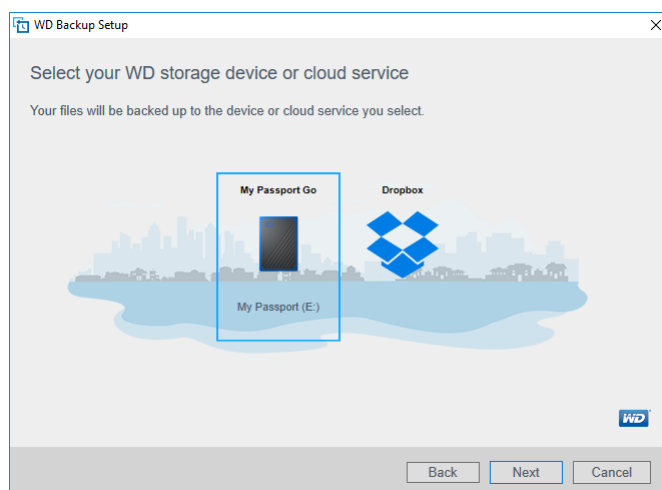 WD Backup Setup
Select your WD storage device or cloud service
Your files will be backed up to the device or cloud service you select.
My Passport Go
Dropbox
My Passport (E:)
WD
Back
Next
Cancel